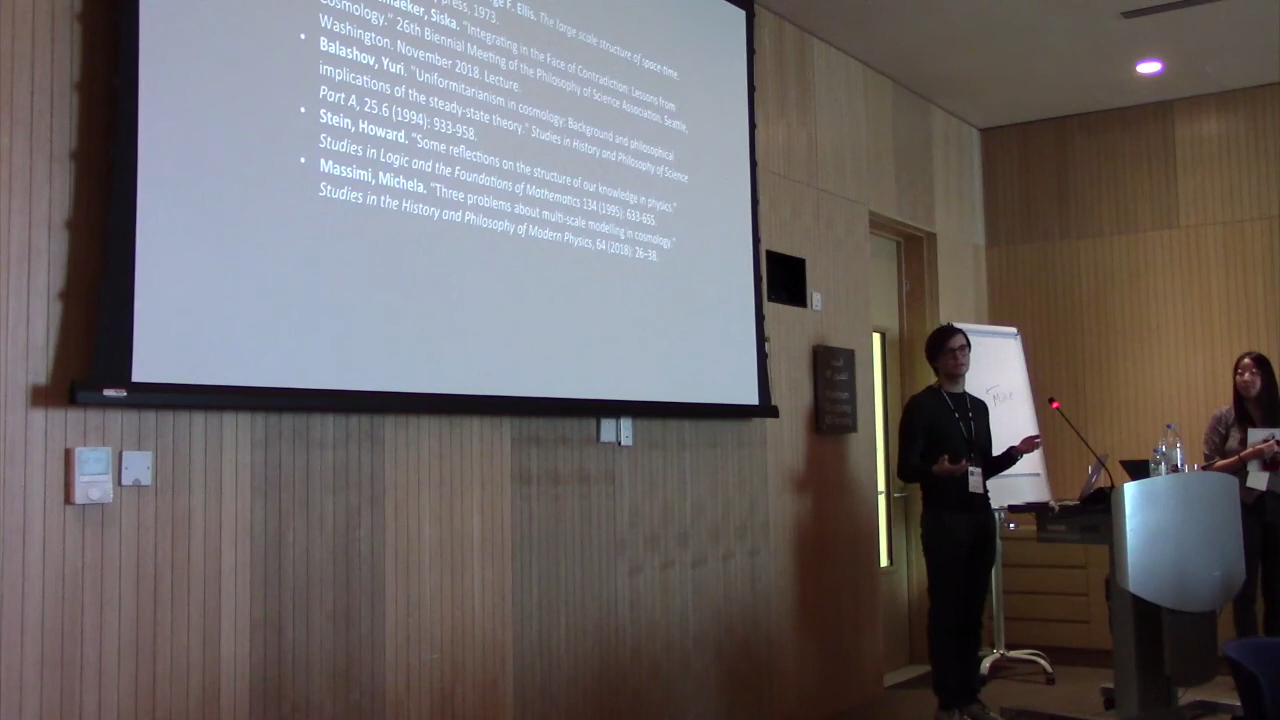 ge F. Ellis. The large scale structure of space-time.
press, 1973.
naeker, Siska. "Integrating in the Face of Contradiction: Lessons from
Cosmology." 26th Biennial Meeting of the Philosophy of Science Association. Seattle,
Washington. November 2018. Lecture.
• Balashov, Yuri. "Uniformitarianism in cosmology: Background and philosophical
implications of the steady-state theory." Studies in History and Philosophy of Science
Part A, 25.6 (1994): 933-958.
• Stein, Howard. "Some reflections on the structure of our knowledge in physics."
Studies in Logic and the Foundations of Mathematics 134 (1995): 633-655.
• Massimi, Michela. "Three problems about multi-scale modelling in cosmology."
Studies in the History and Philosophy of Modern Physics, 64 (2018): 26–38.
Mike